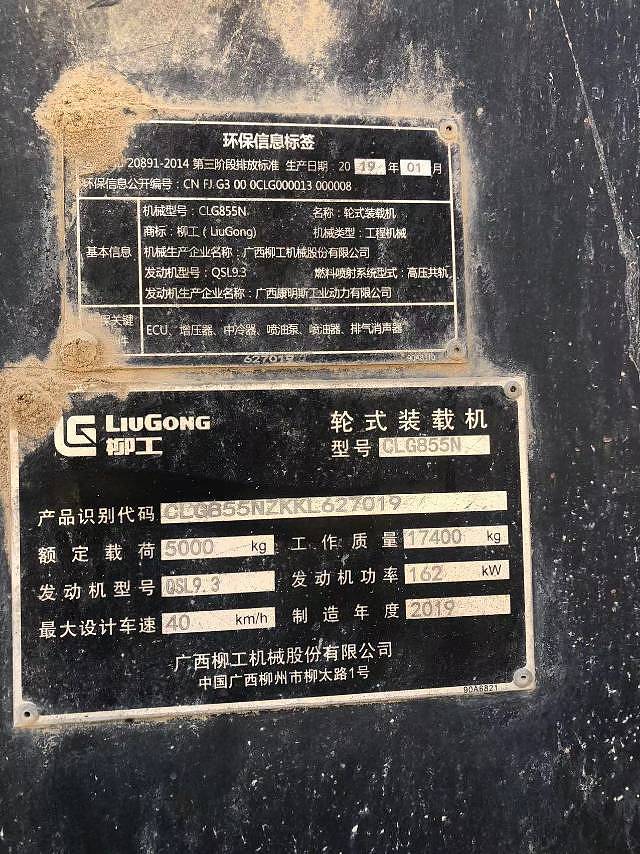 环保信息标签
20891-2014 第三阶段排放标准 生产日期: 20 19 年 01 月
环保信息公开编号: CN FJ G3 00 0CLG000013 000008
基本信息
机械型号: CLG855N 名称: 轮式装载机
商标: 柳工 ( LiuGong) 机械类型: 工程机械
机械生产企业名称: 广西柳工机械股份有限公司
发动机型号: QSL9.3 燃料喷射系统型式: 高压共轨
发动机生产企业名称: 广西康明斯工业动力有限公司
保关键
件
ECU、增压器、中冷器、喷油泵、喷油器、排气消声器
627019
LIUGONG
柳工
轮式装载机
型号 CLG855N
产品识别代码 CLG855NZKKL627019
额定载荷 5000 kg 工作质量 17400 kg
发动机型号 QSL9.3 发动机功率 162 kW
最大设计车速 40 km/h 制造年度 2019
广西柳工机械股份有限公司
中国广西柳州市柳太路1号
90A6821